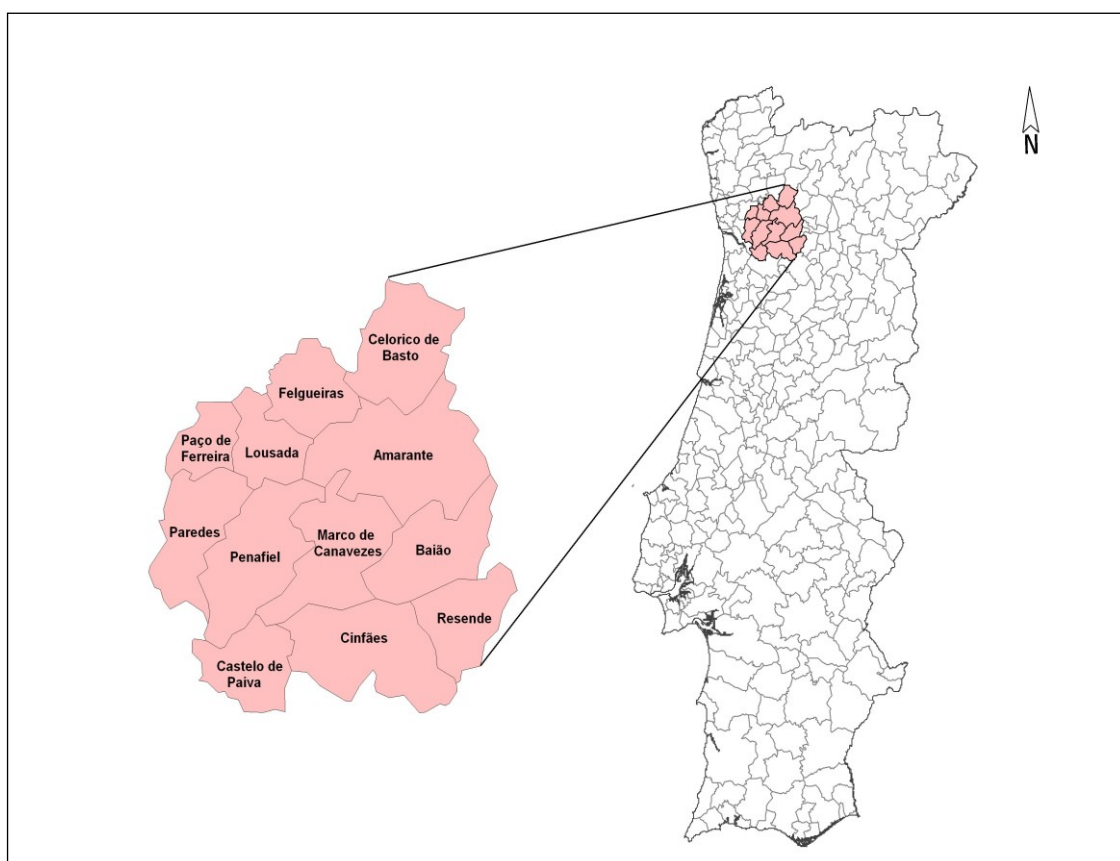 N
Celorico de
Basto
Felgueiras
Paço de
Ferreira
Lousada
Amarante
Paredes
Penafiel
Marco de
Canavezes
Baião
Resende
Cinfães
Castelo de
Paiva